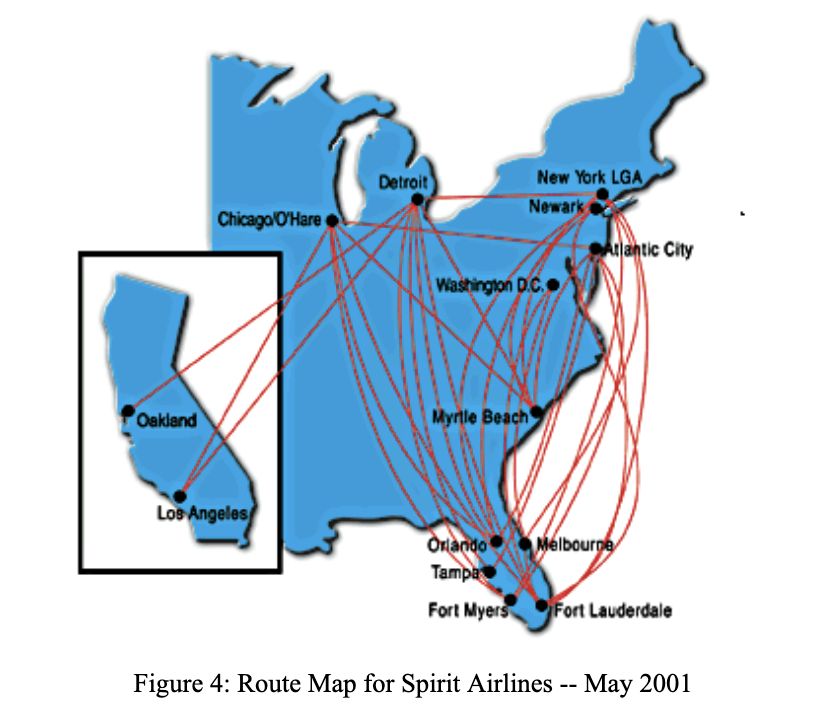 New York LGA
Detroit
Newark
Chicago/O'Hare
Atlantic City
Washington D.C.
Oakland
Myrtle Beach
Los Angeles
Orlando
Melbourne
Tampa
Fort Myers
Fort Lauderdale
Figure 4: Route Map for Spirit Airlines -- May 2001